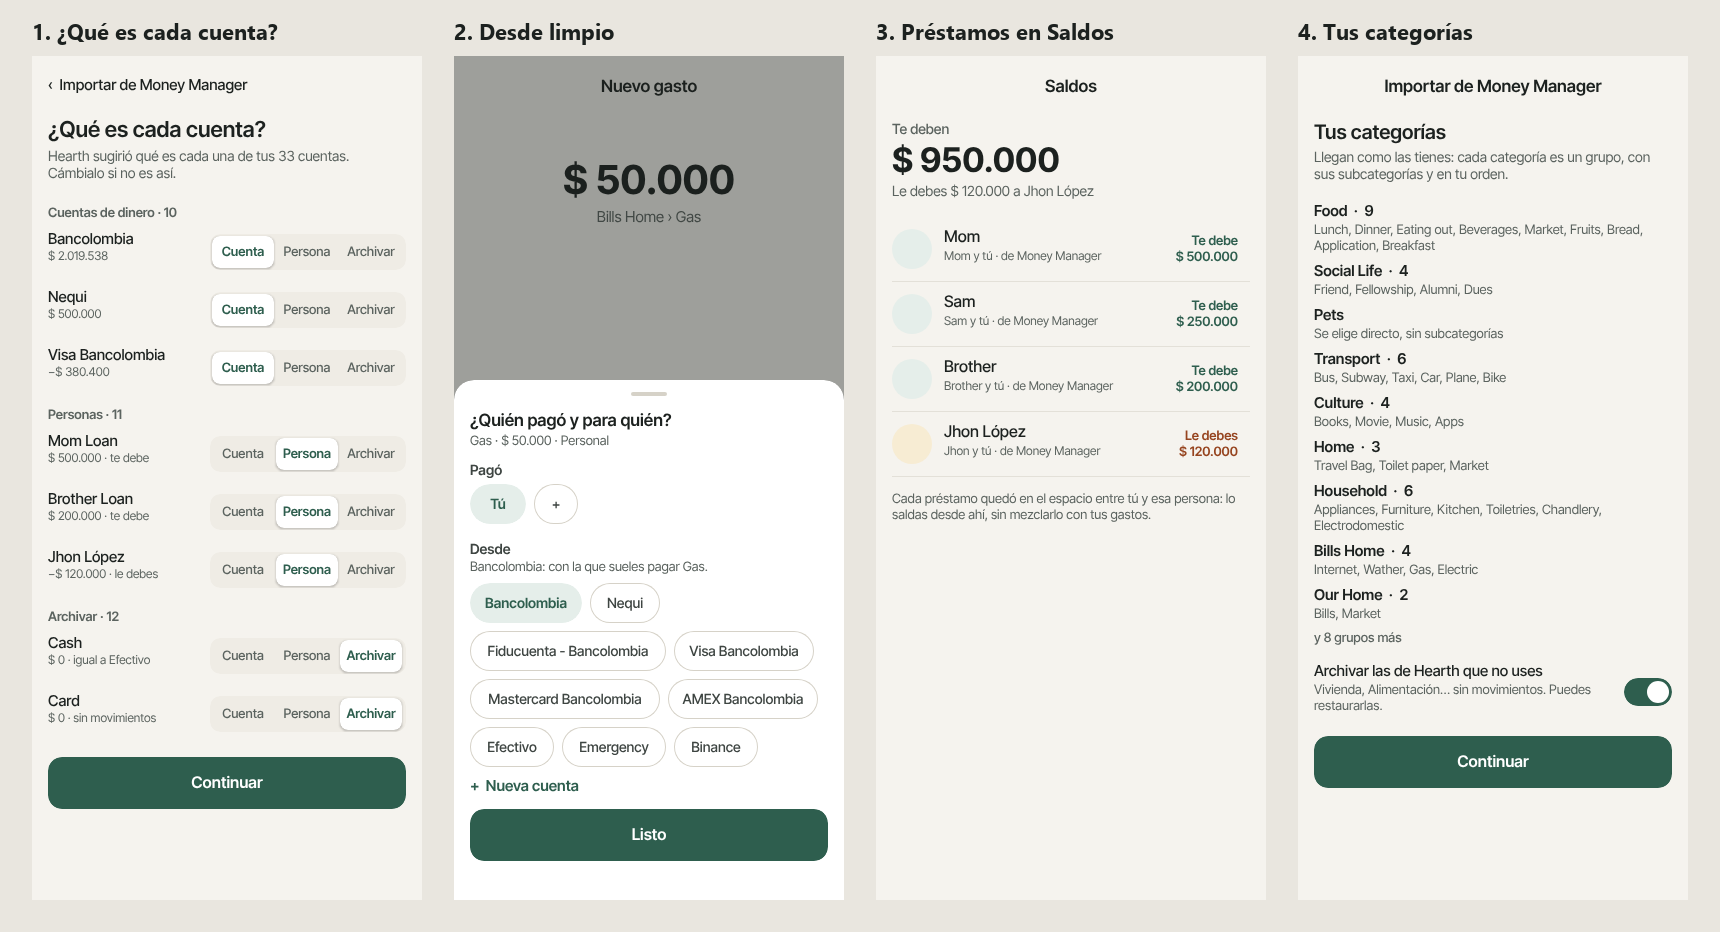 1. ¿Qué es cada cuenta?
‹ Importar de Money Manager
¿Qué es cada cuenta?
Hearth sugirió qué es cada una de tus 33 cuentas.
Cámbialo si no es así.
Cuentas de dinero · 10
Bancolombia
$ 2.019.538
Cuenta Persona Archivar
Nequi
$ 500.000
Cuenta Persona Archivar
Visa Bancolombia
−$ 380.400
Cuenta Persona Archivar
Personas · 11
Mom Loan
$ 500.000 · te debe
Cuenta Persona Archivar
Brother Loan
$ 200.000 · te debe
Cuenta Persona Archivar
Jhon López
−$ 120.000 · le debes
Cuenta Persona Archivar
Archivar · 12
Cash
$ 0 · igual a Efectivo
Cuenta Persona Archivar
Card
$ 0 · sin movimientos
Cuenta Persona Archivar
Continuar
2. Desde limpio
Nuevo gasto
$ 50.000
Bills Home › Gas
¿Quién pagó y para quién?
Gas · $ 50.000 · Personal
Pagó
Tú +
Desde
Bancolombia: con la que sueles pagar Gas.
Bancolombia Nequi
Fiducuenta - Bancolombia Visa Bancolombia
Mastercard Bancolombia AMEX Bancolombia
Efectivo Emergency Binance
+ Nueva cuenta
Listo
3. Préstamos en Saldos
Saldos
Te deben
$ 950.000
Le debes $ 120.000 a Jhon López
Mom
Mom y tú · de Money Manager
Te debe
$ 500.000
Sam
Sam y tú · de Money Manager
Te debe
$ 250.000
Brother
Brother y tú · de Money Manager
Te debe
$ 200.000
Jhon López
Jhon y tú · de Money Manager
Le debes
$ 120.000
Cada préstamo quedó en el espacio entre tú y esa persona: lo
saldas desde ahí, sin mezclarlo con tus gastos.
4. Tus categorías
Importar de Money Manager
Tus categorías
Llegan como las tienes: cada categoría es un grupo, con
sus subcategorías y en tu orden.
Food · 9
Lunch, Dinner, Eating out, Beverages, Market, Fruits, Bread,
Application, Breakfast
Social Life · 4
Friend, Fellowship, Alumni, Dues
Pets
Se elige directo, sin subcategorías
Transport · 6
Bus, Subway, Taxi, Car, Plane, Bike
Culture · 4
Books, Movie, Music, Apps
Home · 3
Travel Bag, Toilet paper, Market
Household · 6
Appliances, Furniture, Kitchen, Toiletries, Chandlery,
Electrodomestic
Bills Home · 4
Internet, Wather, Gas, Electric
Our Home · 2
Bills, Market
y 8 grupos más
Archivar las de Hearth que no uses
Vivienda, Alimentación… sin movimientos. Puedes
restaurarlas.
Continuar